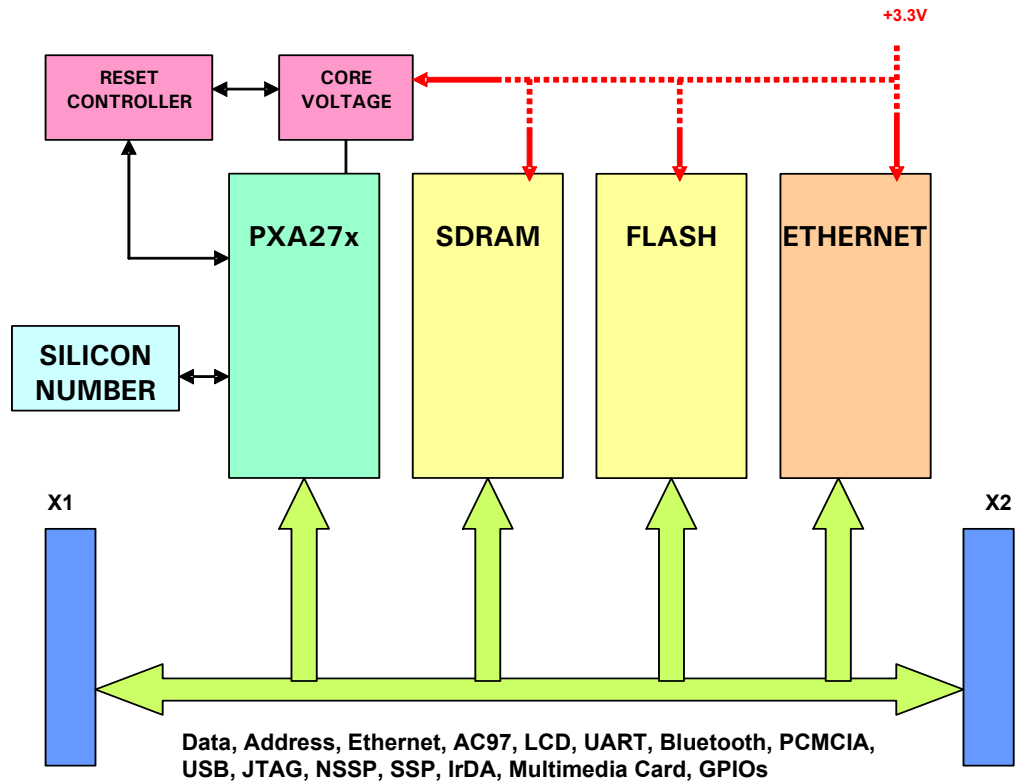 +3.3V
RESET
CONTROLLER
CORE
VOLTAGE
PXA27x
SDRAM
FLASH
ETHERNET
SILICON
NUMBER
X1
X2
Data, Address, Ethernet, AC97, LCD, UART, Bluetooth, PCMCIA,
USB, JTAG, NSSP, SSP, IrDA, Multimedia Card, GPIOs